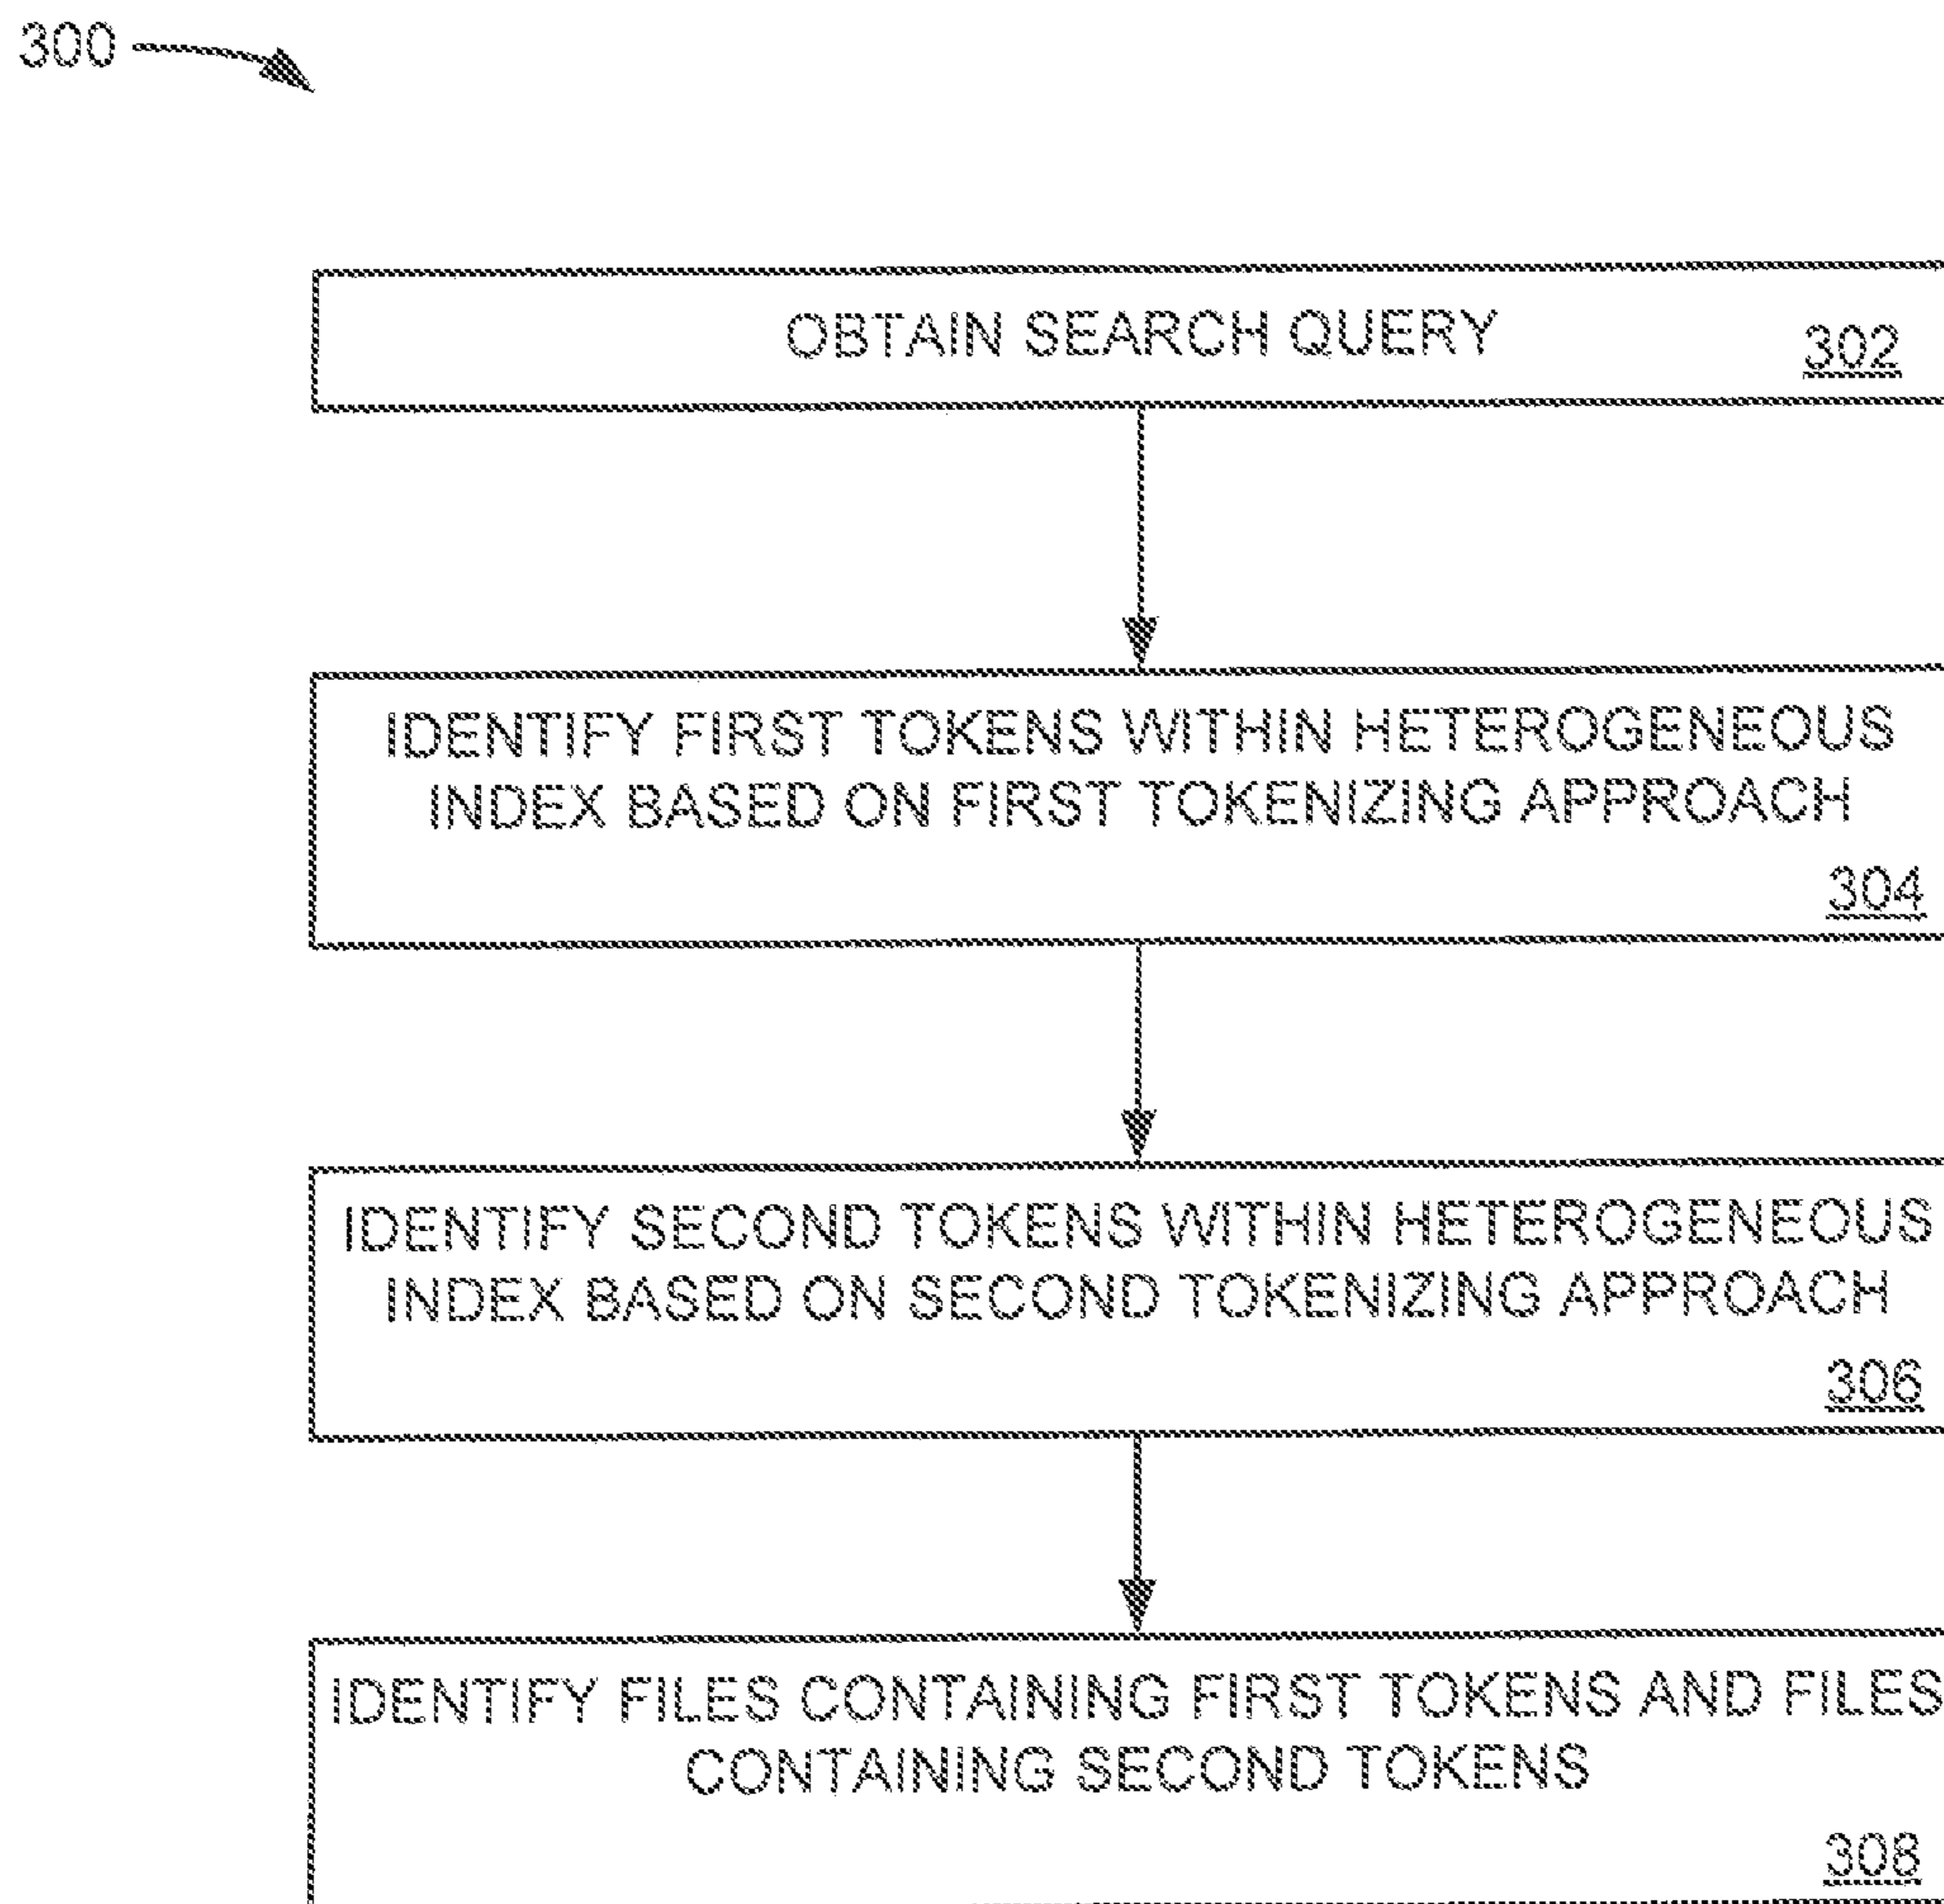 300
OBTAIN SEARCH QUERY
302
IDENTIFY FIRST TOKENS WITHIN HETEROGENEOUS
INDEX BASED ON FIRST TOKENIZING APPROACH
304
IDENTIFY SECOND TOKENS WITHIN HETEROGENEOUS
INDEX BASED ON SECOND TOKENIZING APPROACH
306
IDENTIFY FILES CONTAINING FIRST TOKENS AND FILES
CONTAINING SECOND TOKENS
308